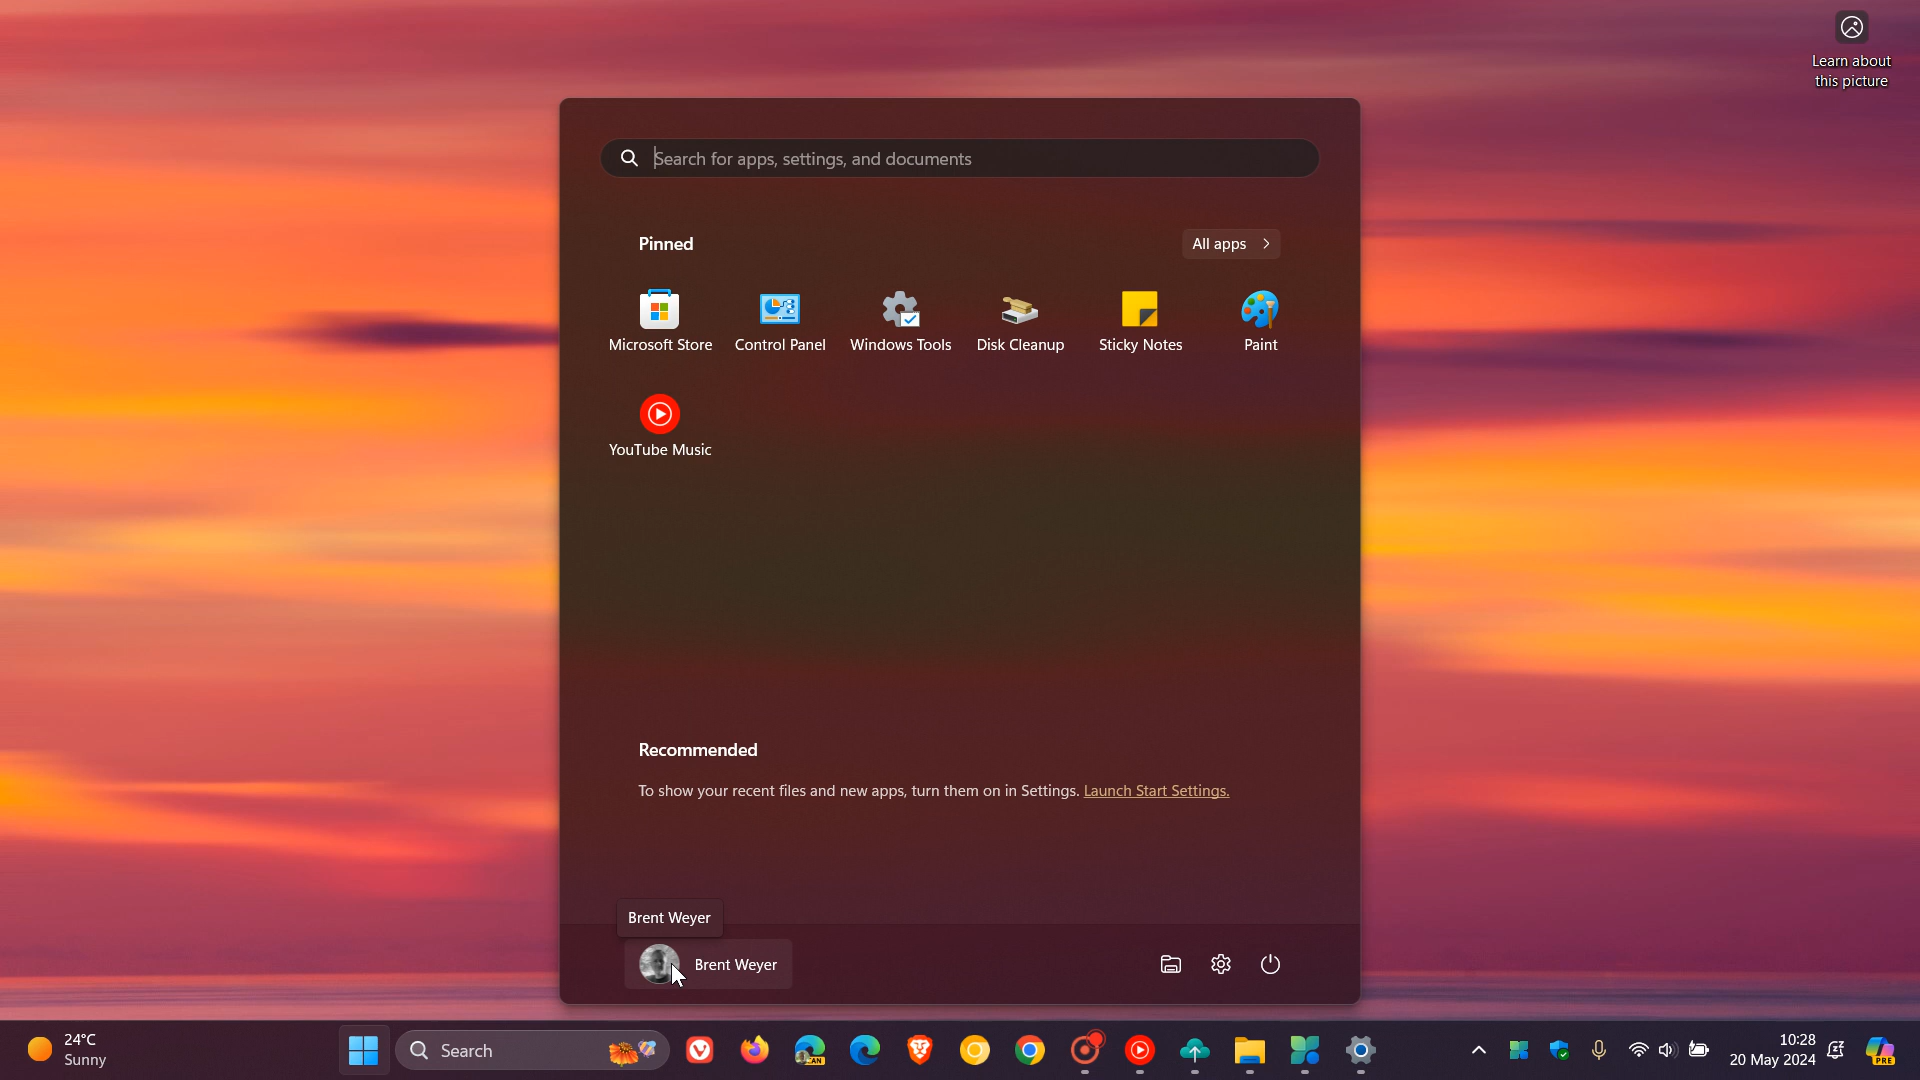 Learn about
this picture
Search for apps, settings, and documents
Pinned
All apps
Microsoft Store
Control Panel
Windows Tools
Disk Cleanup
Sticky Notes
Paint
YouTube Music
Recommended
To show your recent files and new apps, turn them on in Settings. Launch Start Settings.
Brent Weyer
Brent Weyer
24°C
Sunny
Search
CAN
10:28
20 May 2024
PRE